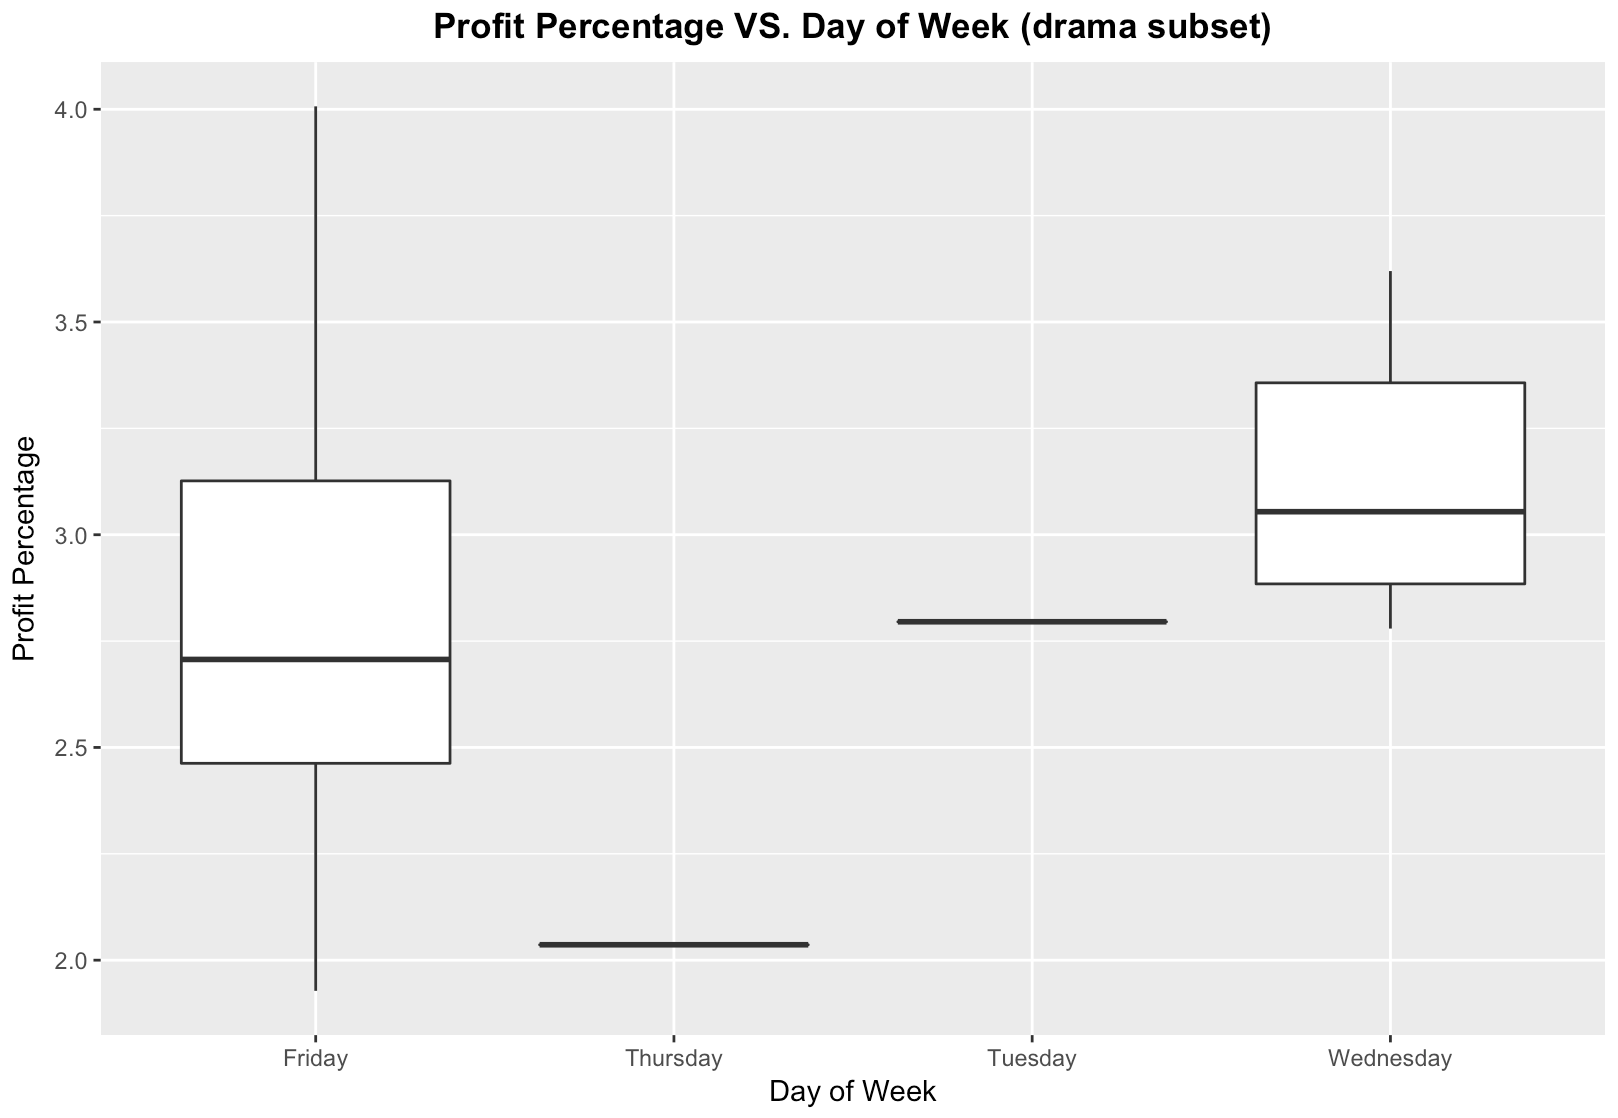 Profit Percentage VS. Day of Week (drama subset)
4.0
3.5
3.0
2.5
2.0
Profit Percentage
Friday Thursday Tuesday Wednesday
Day of Week